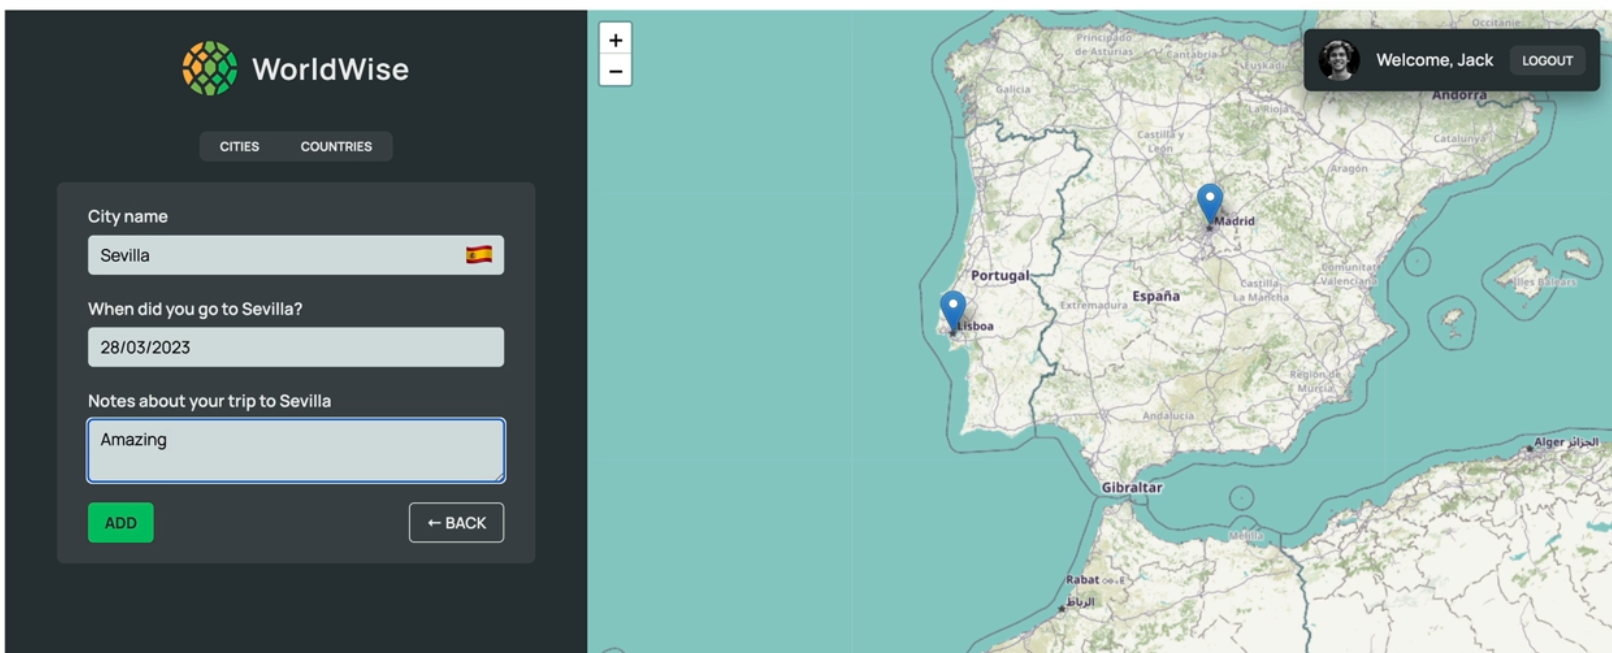 WorldWise
CITIES
COUNTRIES
City name
Sevilla
When did you go to Sevilla?
28/03/2023
Notes about your trip to Sevilla
Amazing
ADD
← BACK
+
−
Welcome, Jack
LOGOUT
Occitanie
Principado
de Asturias
Cantabria
Euskadi
Galicia
La Rioja
Andorra
Castilla y
León
Catalunya
Aragón
Madrid
Portugal
España
Extremadura
Castilla
La Mancha
Comunitat
Valenciana
Illes Balears
Lisboa
Región de
Murcia
Andalucía
Gibraltar
Alger الجزائر
Melilla
Rabat
الرباط